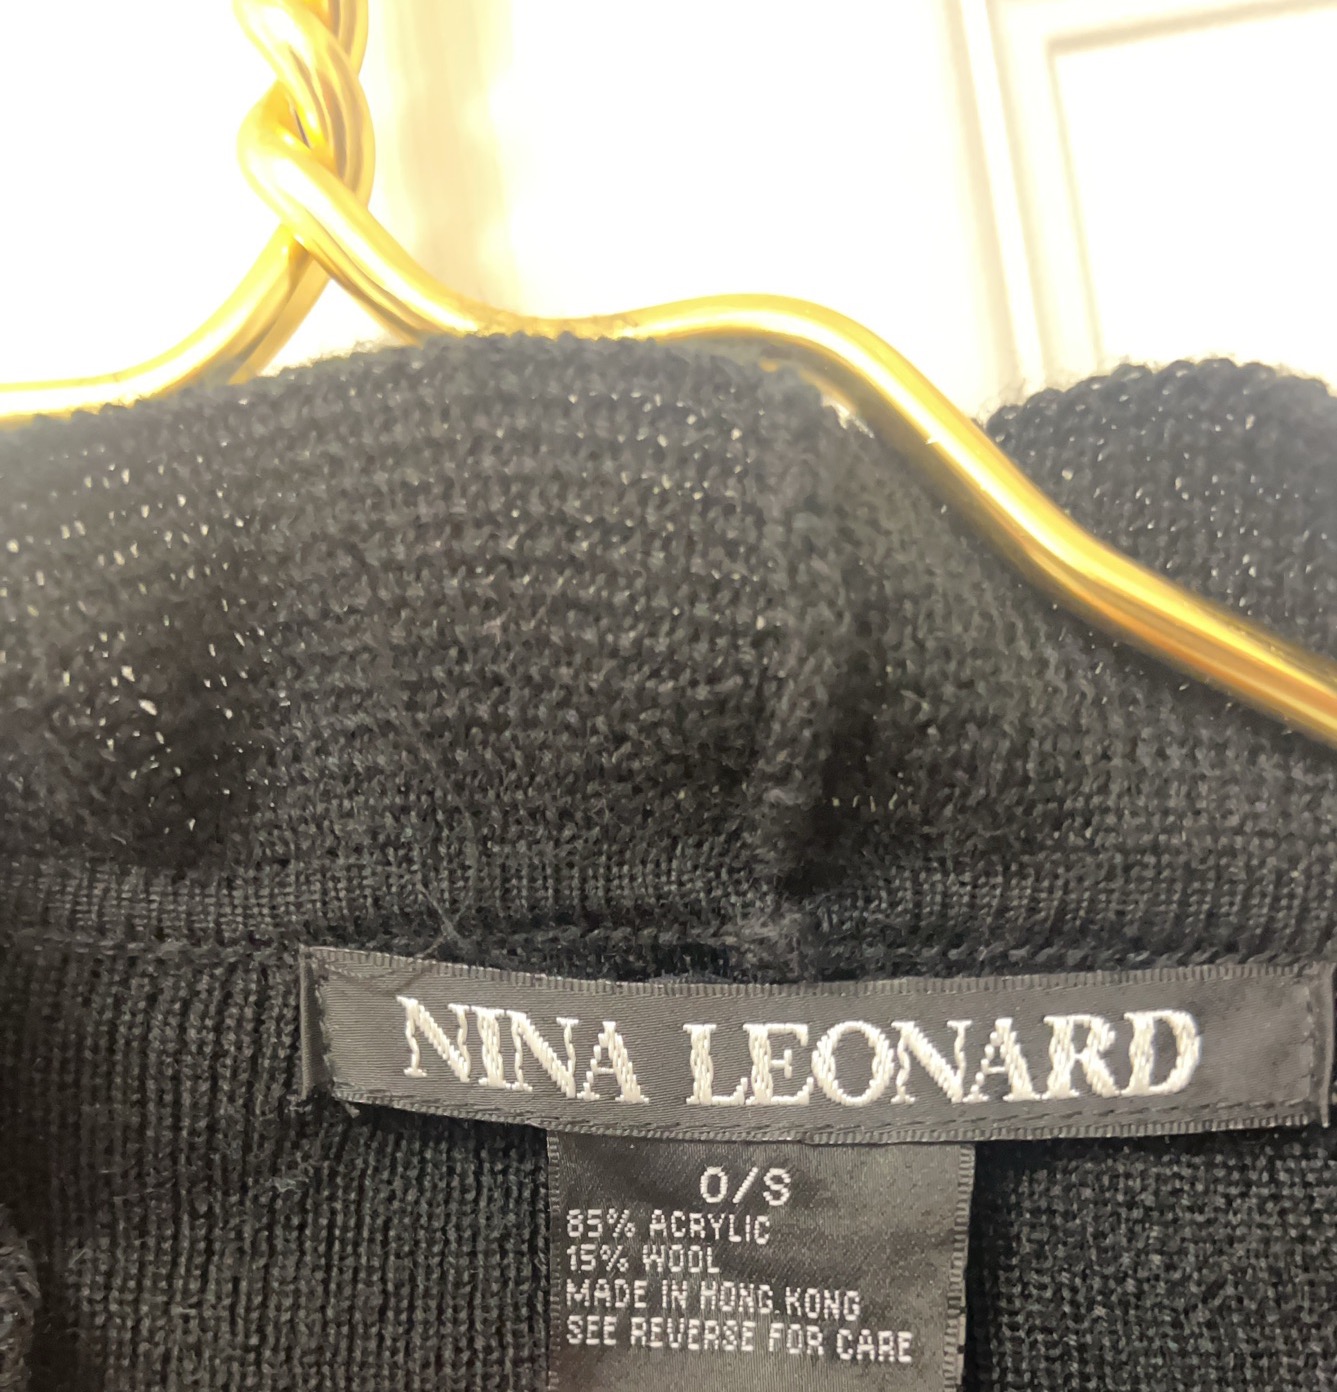 NINA LEONARD
O/S
85% ACRYLIC
15% WOOL
MADE IN HONG KONG
SEE REVERSE FOR CARE